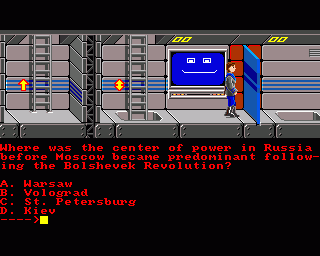 Where was the center of power in Russia
before Moscow became predominant follow-
ing the Bolshevek Revolution?
A. Warsaw
B. Volograd
C. St. Petersburg
D. Kiev
---->